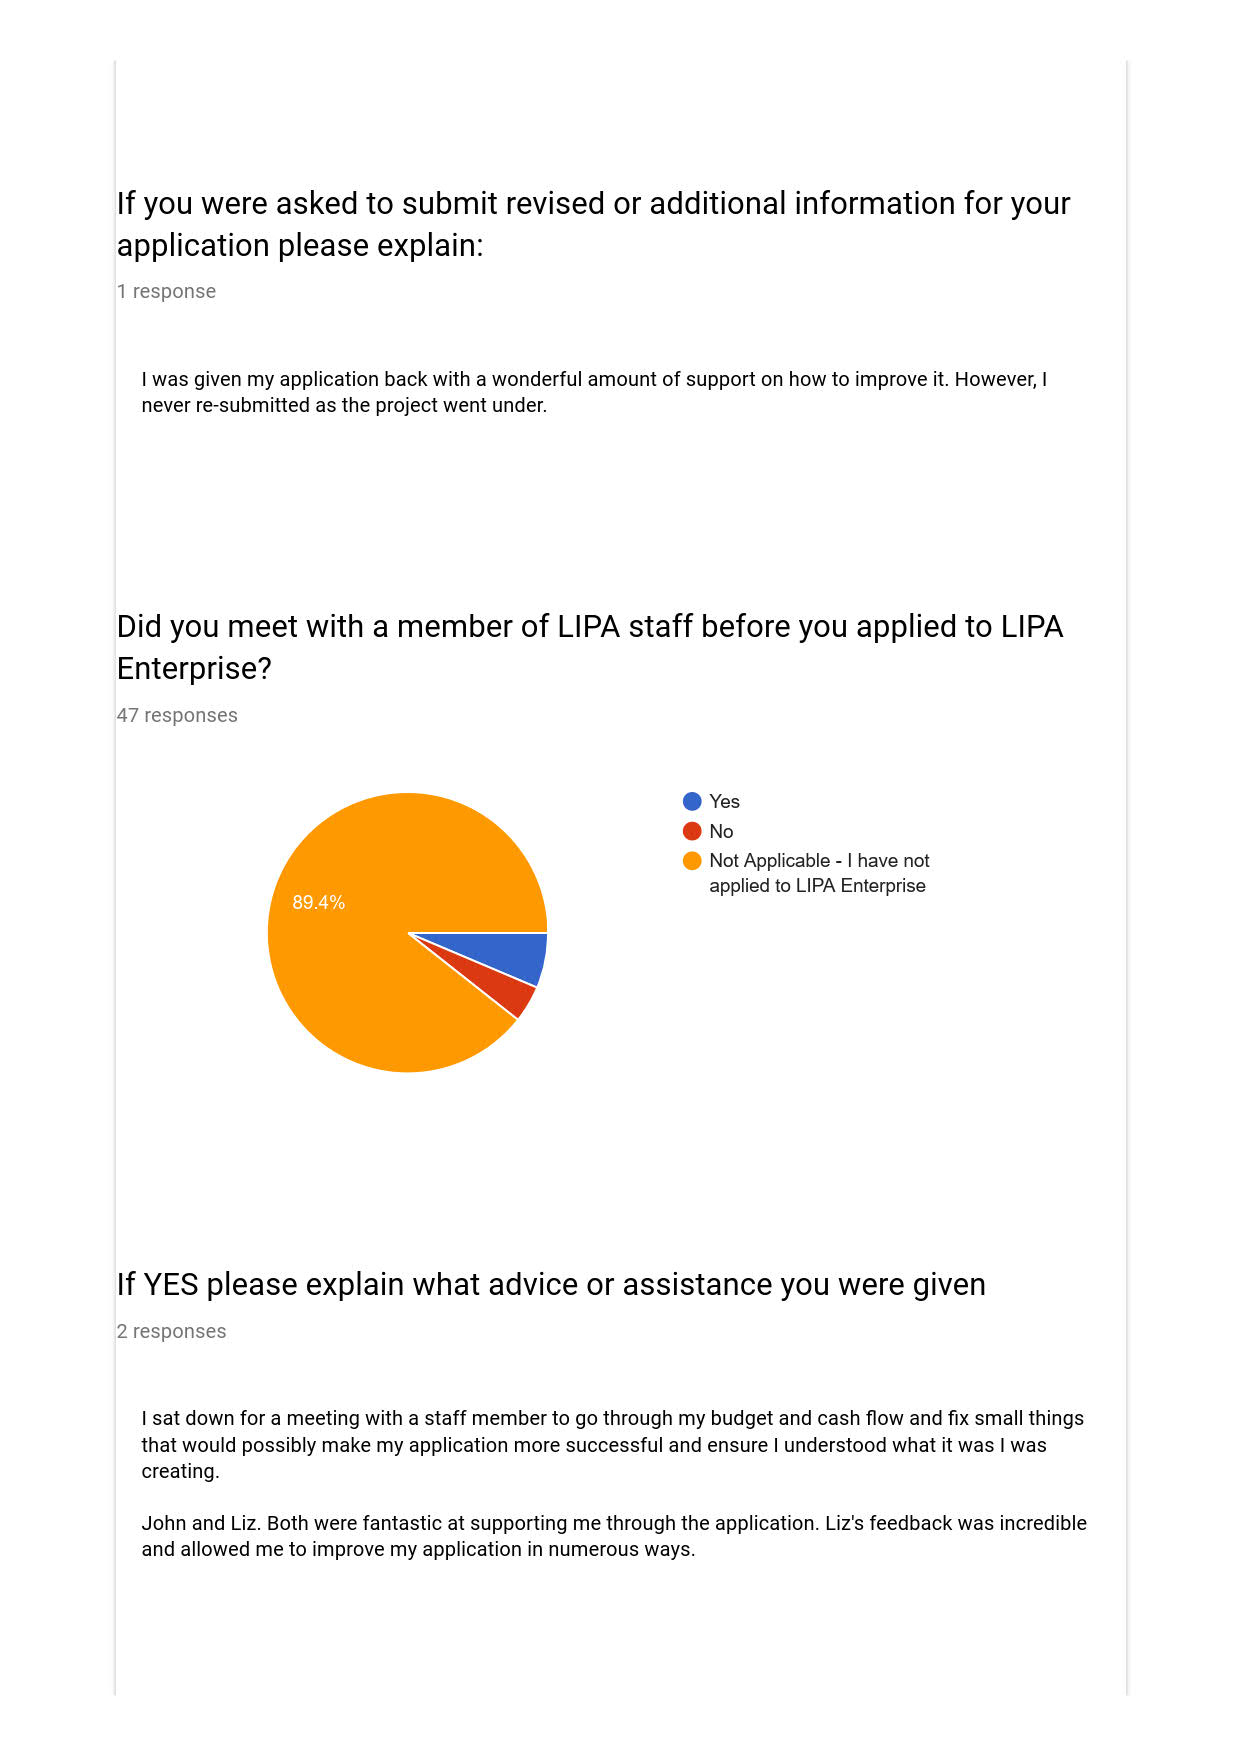 If you were asked to submit revised or additional information for your
application please explain:
1 response
I was given my application back with a wonderful amount of support on how to improve it. However, I
never re-submitted as the project went under.
Did you meet with a member of LIPA staff before you applied to LIPA
Enterprise?
47 responses
Yes
No
Not Applicable - I have not
applied to LIPA Enterprise
89.4%
If YES please explain what advice or assistance you were given
2 responses
I sat down for a meeting with a staff member to go through my budget and cash flow and fix small things
that would possibly make my application more successful and ensure I understood what it was I was
creating.
John and Liz. Both were fantastic at supporting me through the application. Liz's feedback was incredible
and allowed me to improve my application in numerous ways.